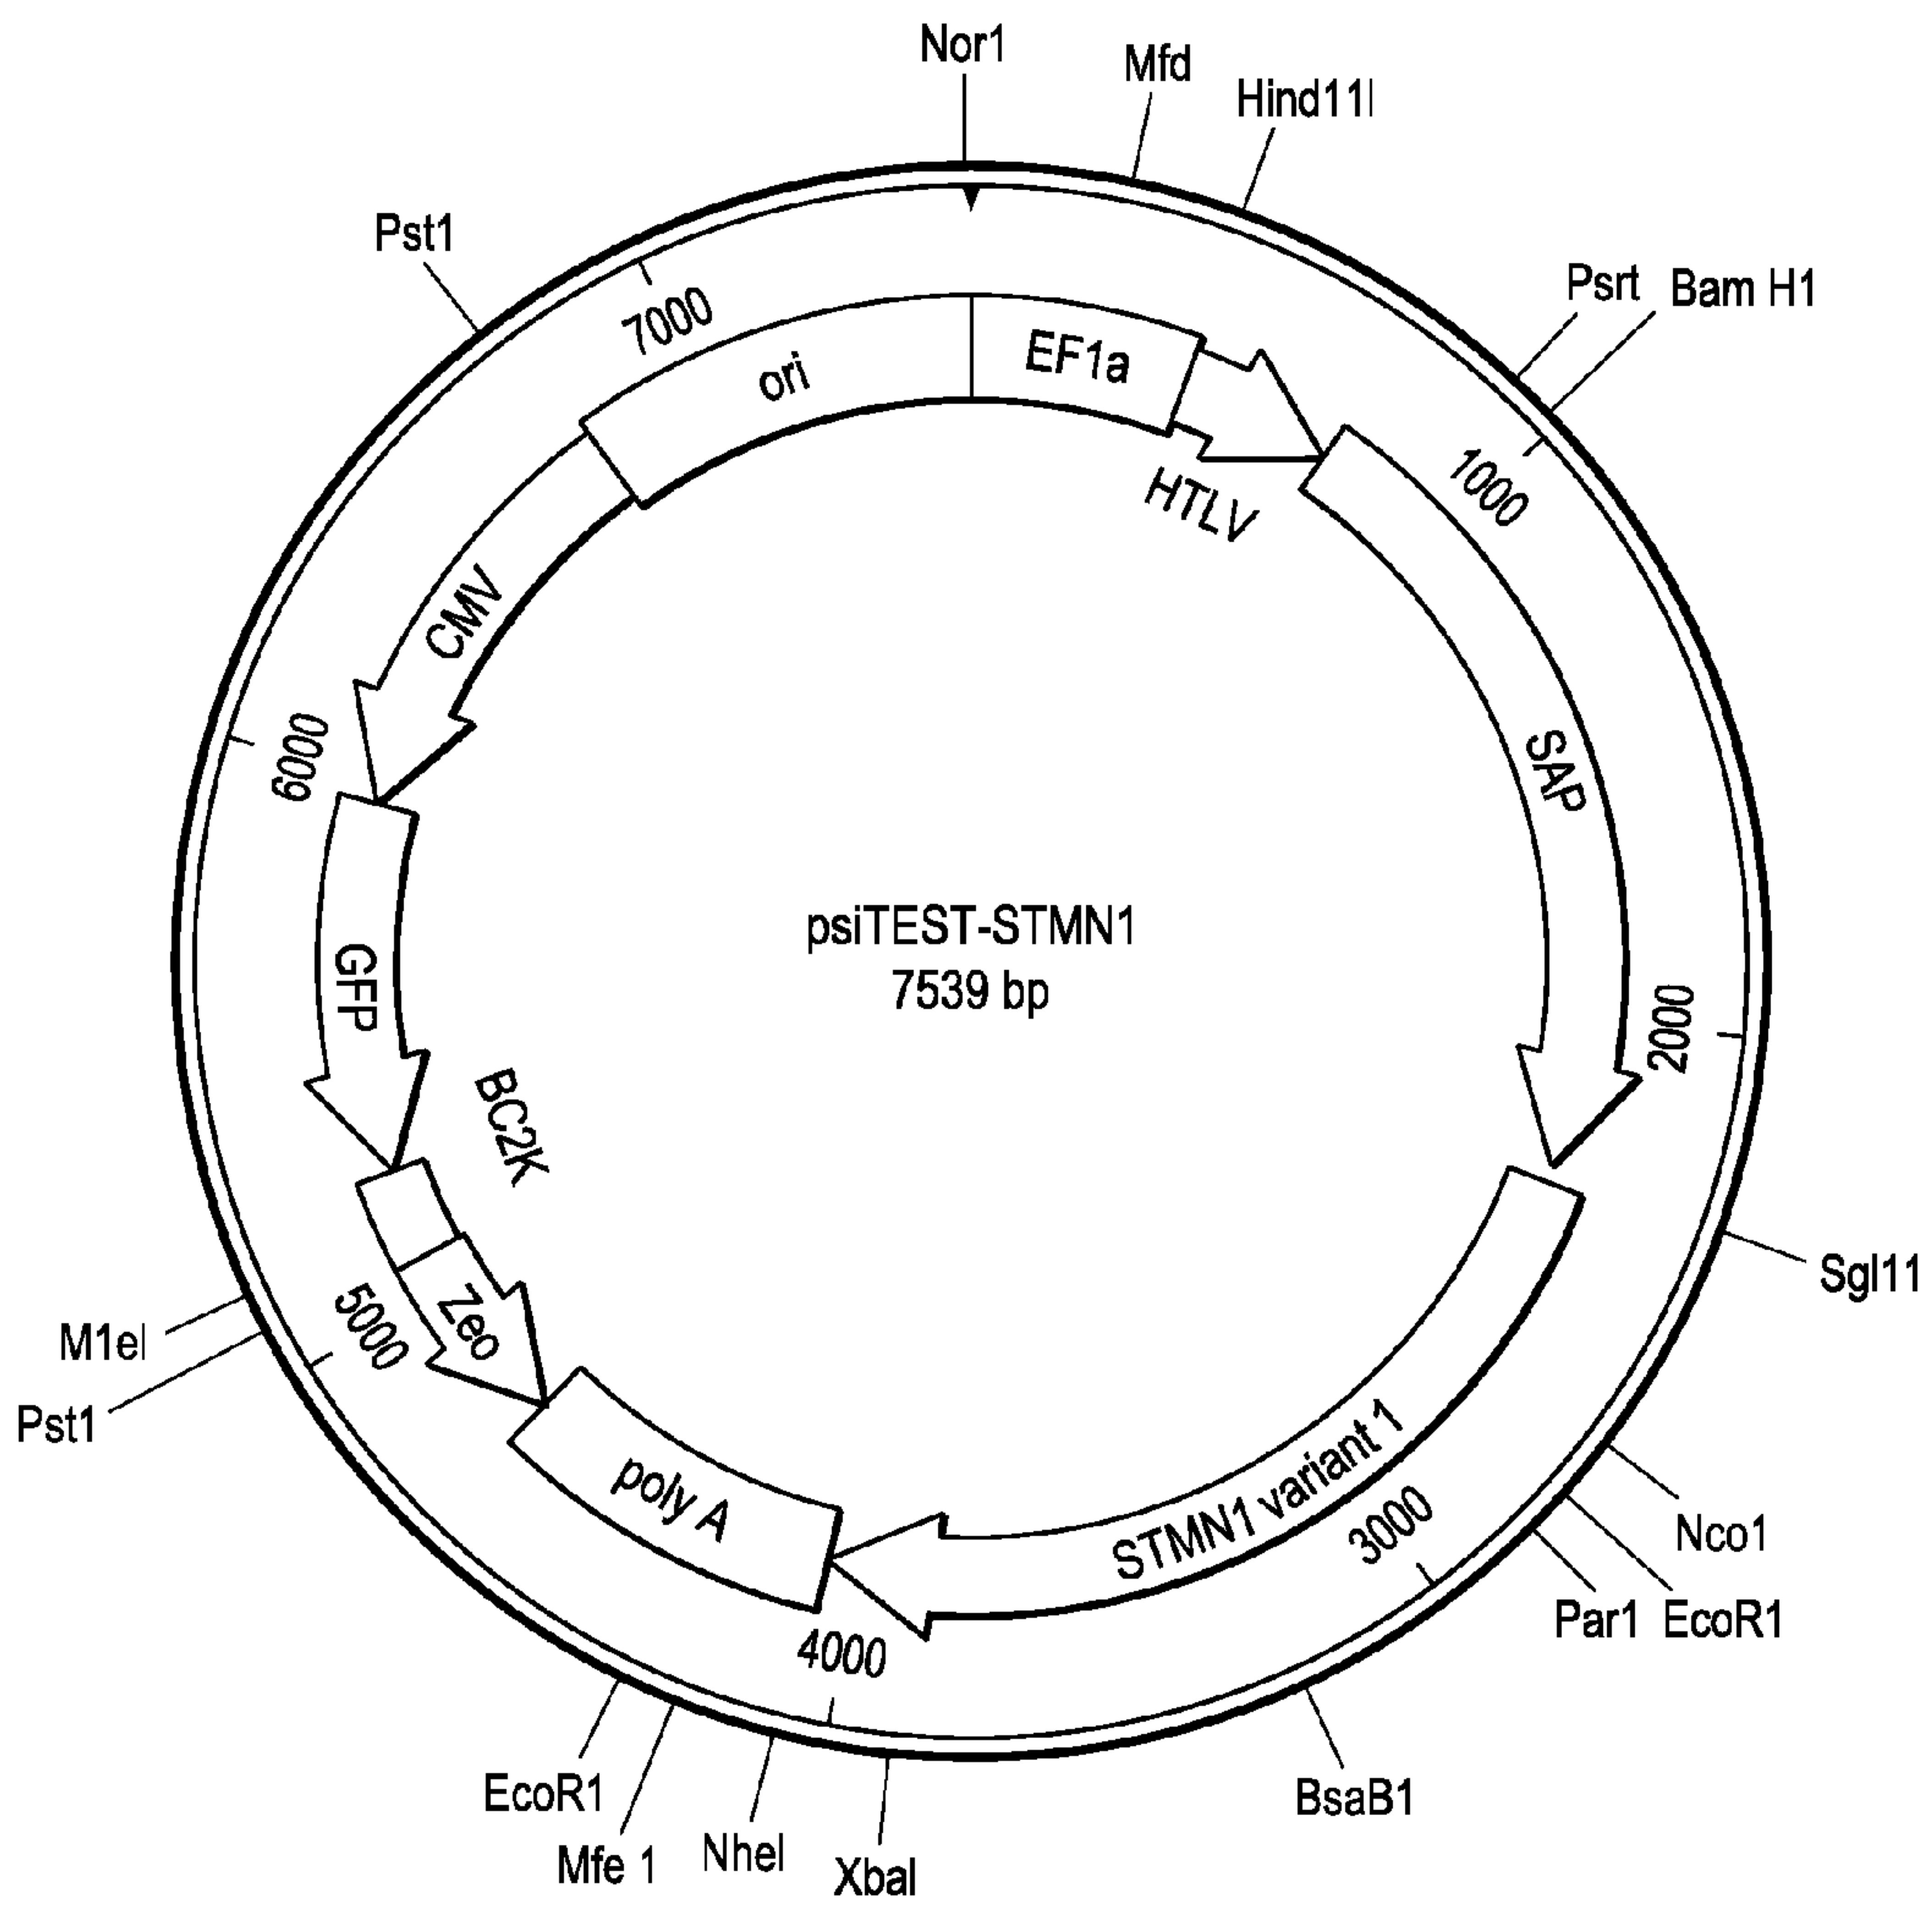 Nor1
Mfd
Hind11l
Pst1
Psrt
Bam H1
7000
ori
EF1a
HTLV
1000
CMV
SAP
6000
psiTEST-STMN1
7539 bp
GFP
2000
BC2K
Sgl11
Zeo
5000
M1el
Pst1
poly A
STMN1 variant 1
3000
Nco1
Par1
EcoR1
4000
EcoR1
Mfe 1
Nhel
Xbal
BsaB1